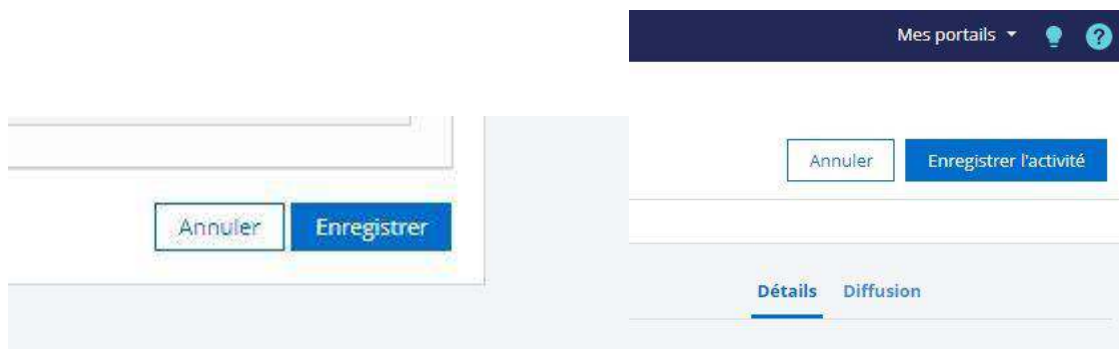 Mes portails
Annuler Enregistrer l'activité
Annuler Enregistrer
Détails Diffusion